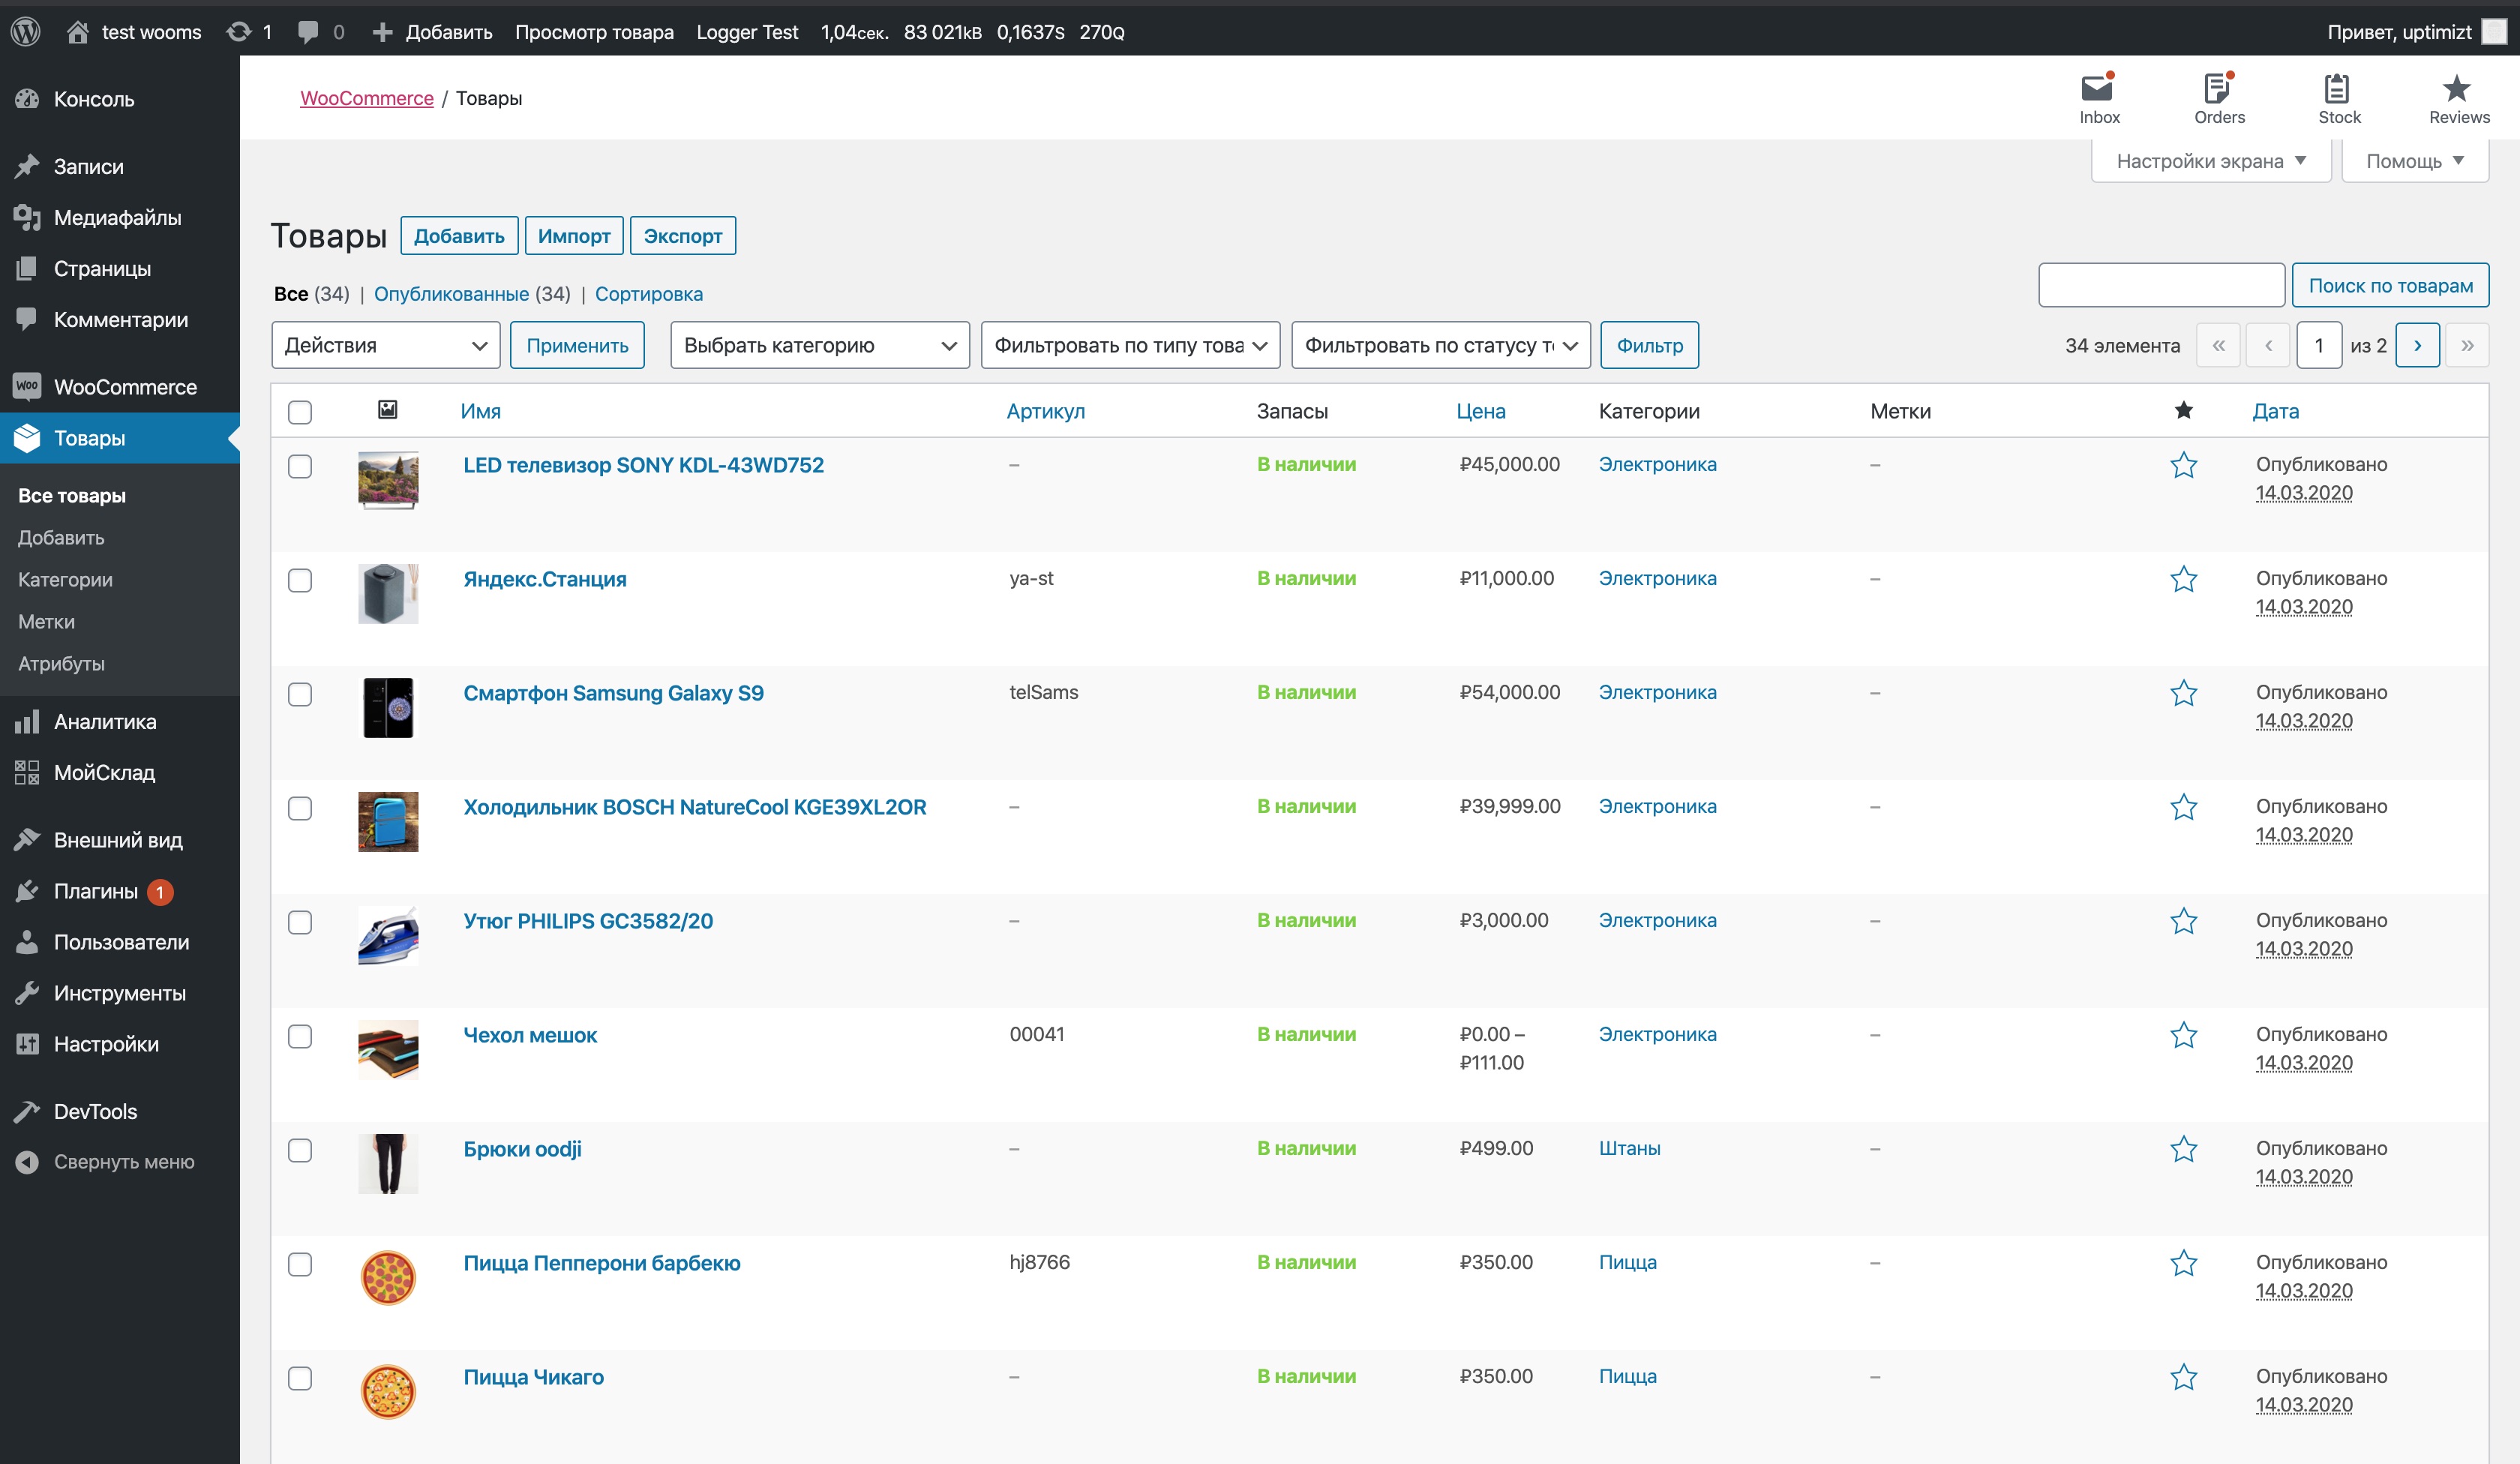 test wooms 1 0 Добавить Просмотр товара Logger Test 1,04сек. 83 021kB 0,1637S 270Q Привет, uptimizt
Консоль
Записи
Медиафайлы
Страницы
Комментарии
Woo WooCommerce
Товары
Все товары
Добавить
Категории
Метки
Атрибуты
Аналитика
МойСклад
Внешний вид
Плагины 1
Пользователи
Инструменты
Настройки
DevTools
Свернуть меню
WooCommerce / Товары
Inbox Orders Stock Reviews
Настройки экрана Помощь
Товары Добавить Импорт Экспорт
Все (34) | Опубликованные (34) | Сортировка
Поиск по товарам
Действия Применить Выбрать категорию Фильтровать по типу това Фильтровать по статусу т Фильтр 34 элемента « ‹ 1 из 2 › »
Имя Артикул Запасы Цена Категории Метки Дата
LED телевизор SONY KDL-43WD752 – В наличии ₽45,000.00 Электроника – Опубликовано
14.03.2020
Яндекс.Станция ya-st В наличии ₽11,000.00 Электроника – Опубликовано
14.03.2020
Смартфон Samsung Galaxy S9 telSams В наличии ₽54,000.00 Электроника – Опубликовано
14.03.2020
Холодильник BOSCH NatureCool KGE39XL2OR – В наличии ₽39,999.00 Электроника – Опубликовано
14.03.2020
Утюг PHILIPS GC3582/20 – В наличии ₽3,000.00 Электроника – Опубликовано
14.03.2020
Чехол мешок 00041 В наличии ₽0.00 – Электроника – Опубликовано
₽111.00 14.03.2020
Брюки oodji – В наличии ₽499.00 Штаны – Опубликовано
14.03.2020
Пицца Пепперони барбекю hj8766 В наличии ₽350.00 Пицца – Опубликовано
14.03.2020
Пицца Чикаго – В наличии ₽350.00 Пицца – Опубликовано
14.03.2020